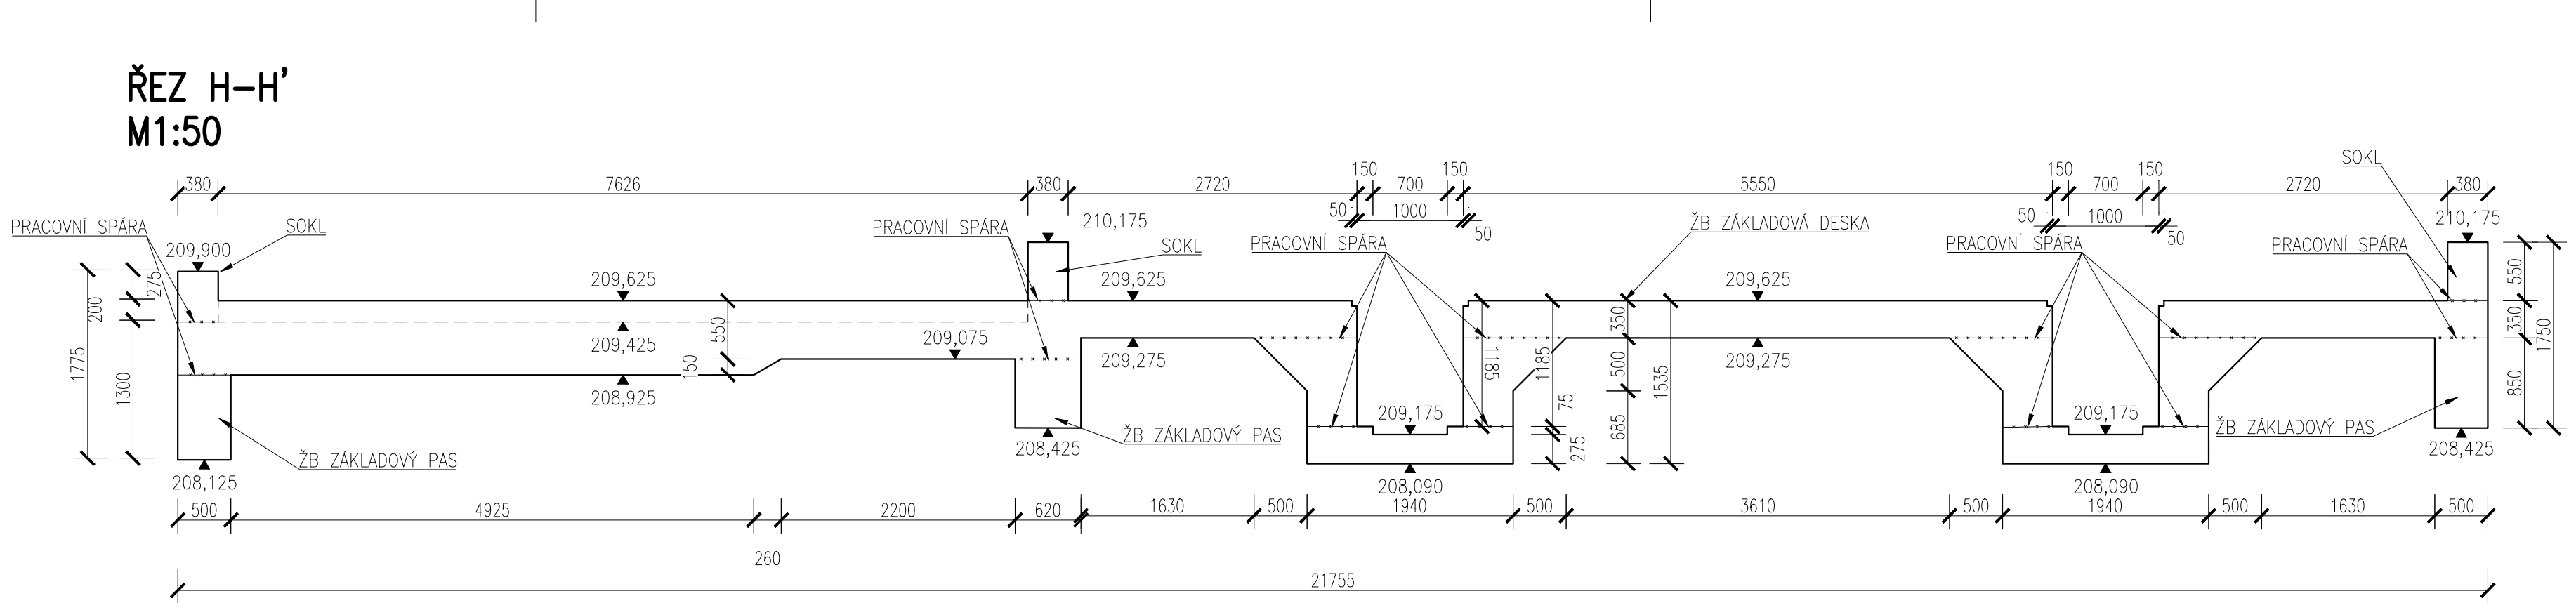 ŘEZ H-H'
M1:50
380 7626 380 2720 150 700 150 5550 150 700 150 2720 380
SOKL
50 1000 50
50 1000 50
PRACOVNÍ SPÁRA
209,900
SOKL
PRACOVNÍ SPÁRA
210,175
SOKL
PRACOVNÍ SPÁRA
ŽB ZÁKLADOVÁ DESKA
PRACOVNÍ SPÁRA
PRACOVNÍ SPÁRA
210,175
1775
200
275
1300
209,625
209,425
208,925
550
150
209,075
209,625
209,275
209,175
1185
1185
75
275
350
500
685
1535
209,625
209,275
209,175
550
350
850
1750
ŽB ZÁKLADOVÝ PAS
208,125
ŽB ZÁKLADOVÝ PAS
208,425
208,090
208,090
ŽB ZÁKLADOVÝ PAS
208,425
500 4925 2200 620 1630 500 1940 500 3610 500 1940 500 1630 500
260
21755